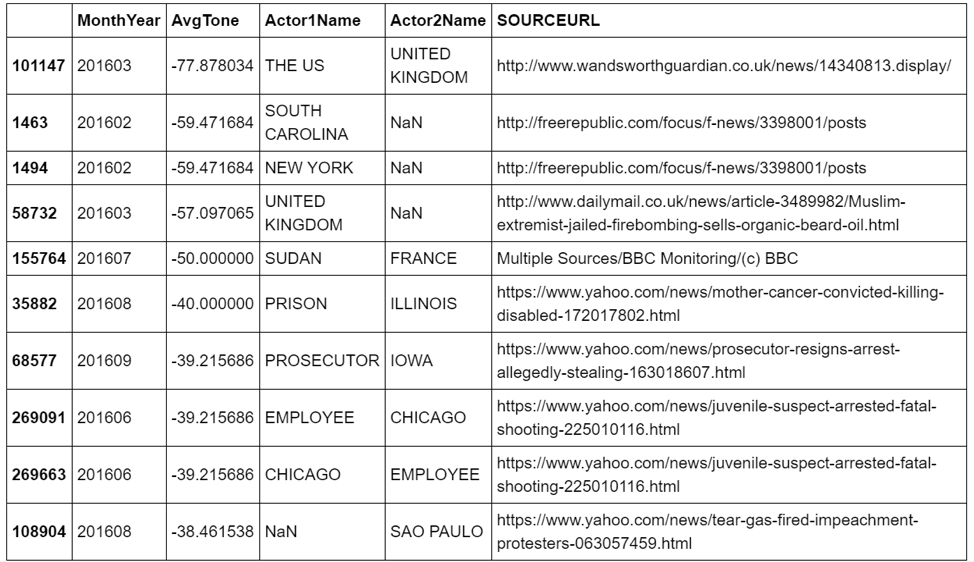 MonthYear AvgTone Actor1Name Actor2Name SOURCEURL
101147 201603 -77.878034 THE US UNITED KINGDOM http://www.wandsworthguardian.co.uk/news/14340813.display/
1463 201602 -59.471684 SOUTH CAROLINA NaN http://freerepublic.com/focus/f-news/3398001/posts
1494 201602 -59.471684 NEW YORK NaN http://freerepublic.com/focus/f-news/3398001/posts
58732 201603 -57.097065 UNITED KINGDOM NaN http://www.dailymail.co.uk/news/article-3489982/Muslim-extremist-jailed-firebombing-sells-organic-beard-oil.html
155764 201607 -50.000000 SUDAN FRANCE Multiple Sources/BBC Monitoring/(c) BBC
35882 201608 -40.000000 PRISON ILLINOIS https://www.yahoo.com/news/mother-cancer-convicted-killing-disabled-172017802.html
68577 201609 -39.215686 PROSECUTOR IOWA https://www.yahoo.com/news/prosecutor-resigns-arrest-allegedly-stealing-163018607.html
269091 201606 -39.215686 EMPLOYEE CHICAGO https://www.yahoo.com/news/juvenile-suspect-arrested-fatal-shooting-225010116.html
269663 201606 -39.215686 CHICAGO EMPLOYEE https://www.yahoo.com/news/juvenile-suspect-arrested-fatal-shooting-225010116.html
108904 201608 -38.461538 NaN SAO PAULO https://www.yahoo.com/news/tear-gas-fired-impeachment-protesters-063057459.html